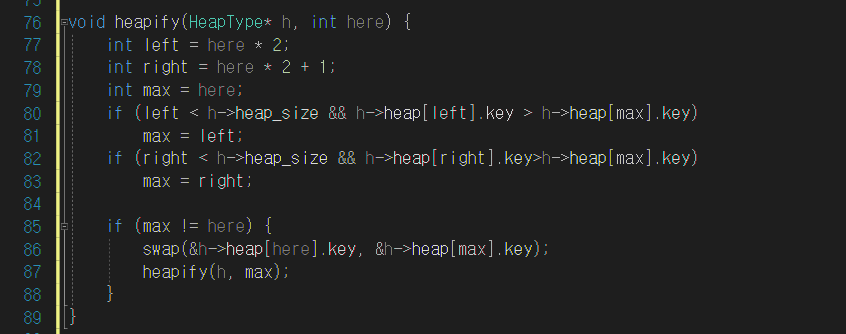 76 void heapify(HeapType* h, int here) {
77 int left = here * 2;
78 int right = here * 2 + 1;
79 int max = here;
80 if (left < h->heap_size && h->heap[left].key > h->heap[max].key)
81 max = left;
82 if (right < h->heap_size && h->heap[right].key>h->heap[max].key)
83 max = right;
84
85 if (max != here) {
86 swap(&h->heap[here].key, &h->heap[max].key);
87 heapify(h, max);
88 }
89 }